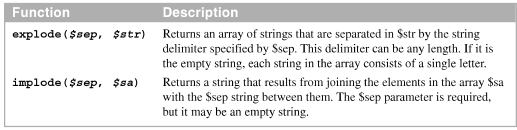 Function Description
explode($sep, $str) Returns an array of strings that are separated in $str by the string
delimiter specified by $sep. This delimiter can be any length. If it is
the empty string, each string in the array consists of a single letter.
implode($sep, $sa) Returns a string that results from joining the elements in the array $sa
with the $sep string between them. The $sep parameter is required,
but it may be an empty string.